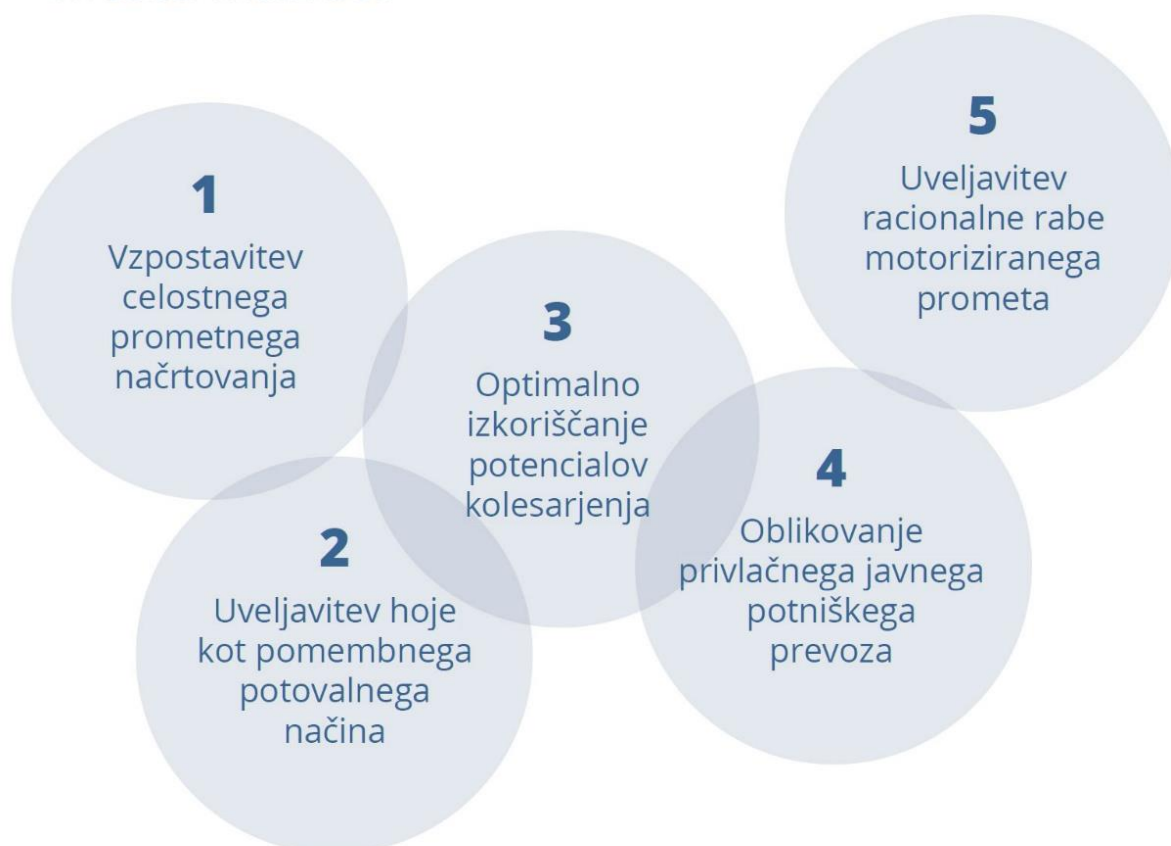 1
Vzpostavitev
celostnega
prometnega
načrtovanja
2
Uveljavitev hoje
kot pomembnega
potovalnega
načina
3
Optimalno
izkoriščanje
potencialov
kolesarjenja
4
Oblikovanje
privlačnega javnega
potniškega
prevoza
5
Uveljavitev
racionalne rabe
motoriziranega
prometa